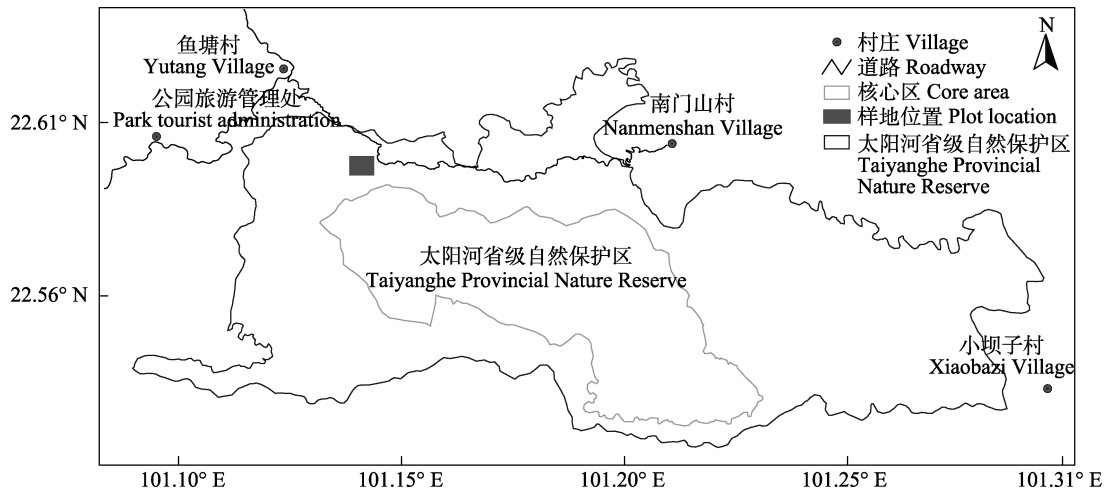 鱼塘村
Yutang Village
公园旅游管理处
Park tourist administration
南门山村
Nanmenshan Village
N
村庄 Village
道路 Roadway
核心区 Core area
样地位置 Plot location
太阳河省级自然保护区
Taiyanghe Provincial
Nature Reserve
太阳河省级自然保护区
Taiyanghe Provincial Nature Reserve
小坝子村
Xiaobazi Village
22.61° N
22.56° N
101.10° E
101.15° E
101.20° E
101.25° E
101.31° E